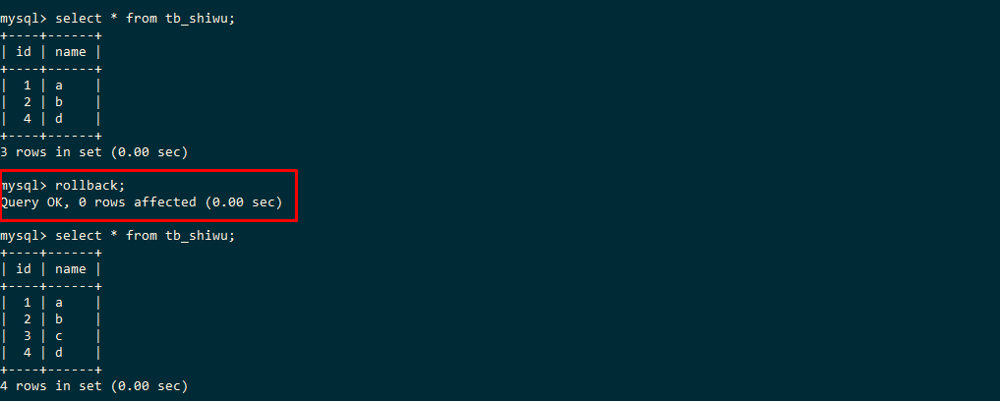 mysql> select * from tb_shiwu;
+----+------+
| id | name |
+----+------+
|  1 | a    |
|  2 | b    |
|  4 | d    |
+----+------+
3 rows in set (0.00 sec)
mysql> rollback;
Query OK, 0 rows affected (0.00 sec)
mysql> select * from tb_shiwu;
+----+------+
| id | name |
+----+------+
|  1 | a    |
|  2 | b    |
|  3 | c    |
|  4 | d    |
+----+------+
4 rows in set (0.00 sec)